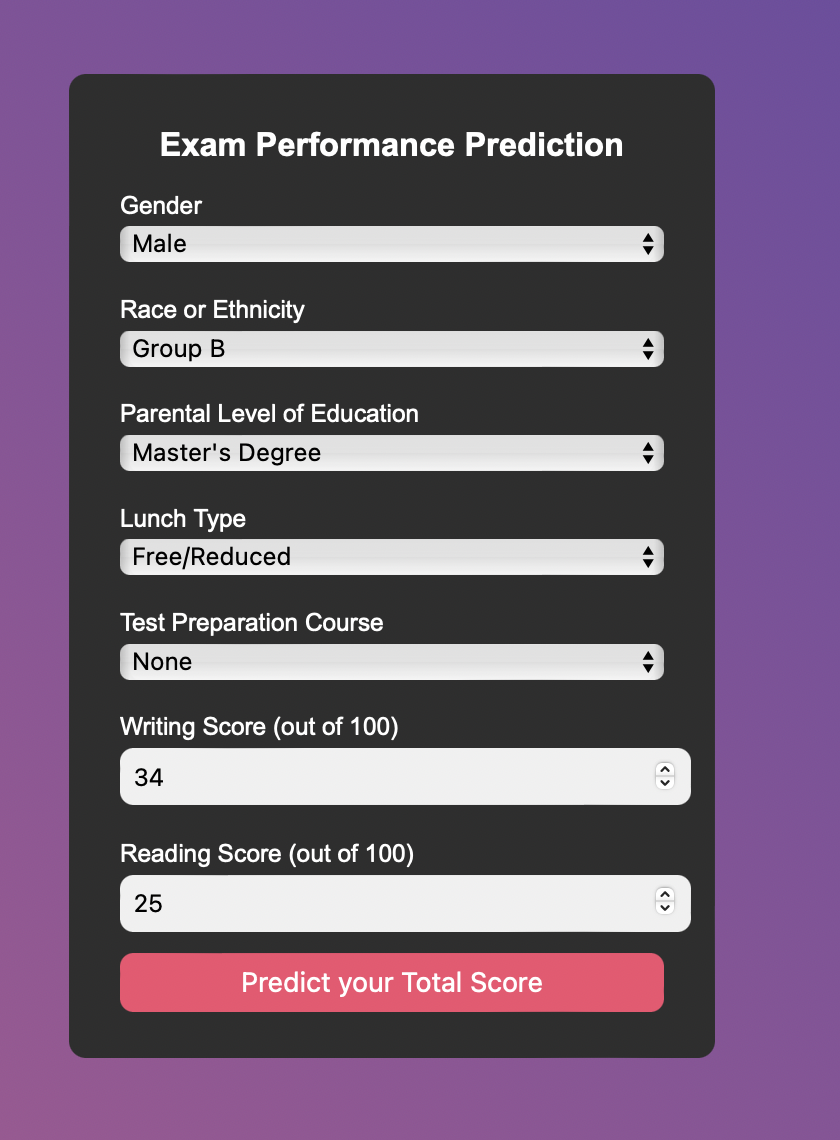 Exam Performance Prediction
Gender
Male
Race or Ethnicity
Group B
Parental Level of Education
Master's Degree
Lunch Type
Free/Reduced
Test Preparation Course
None
Writing Score (out of 100)
34
Reading Score (out of 100)
25
Predict your Total Score